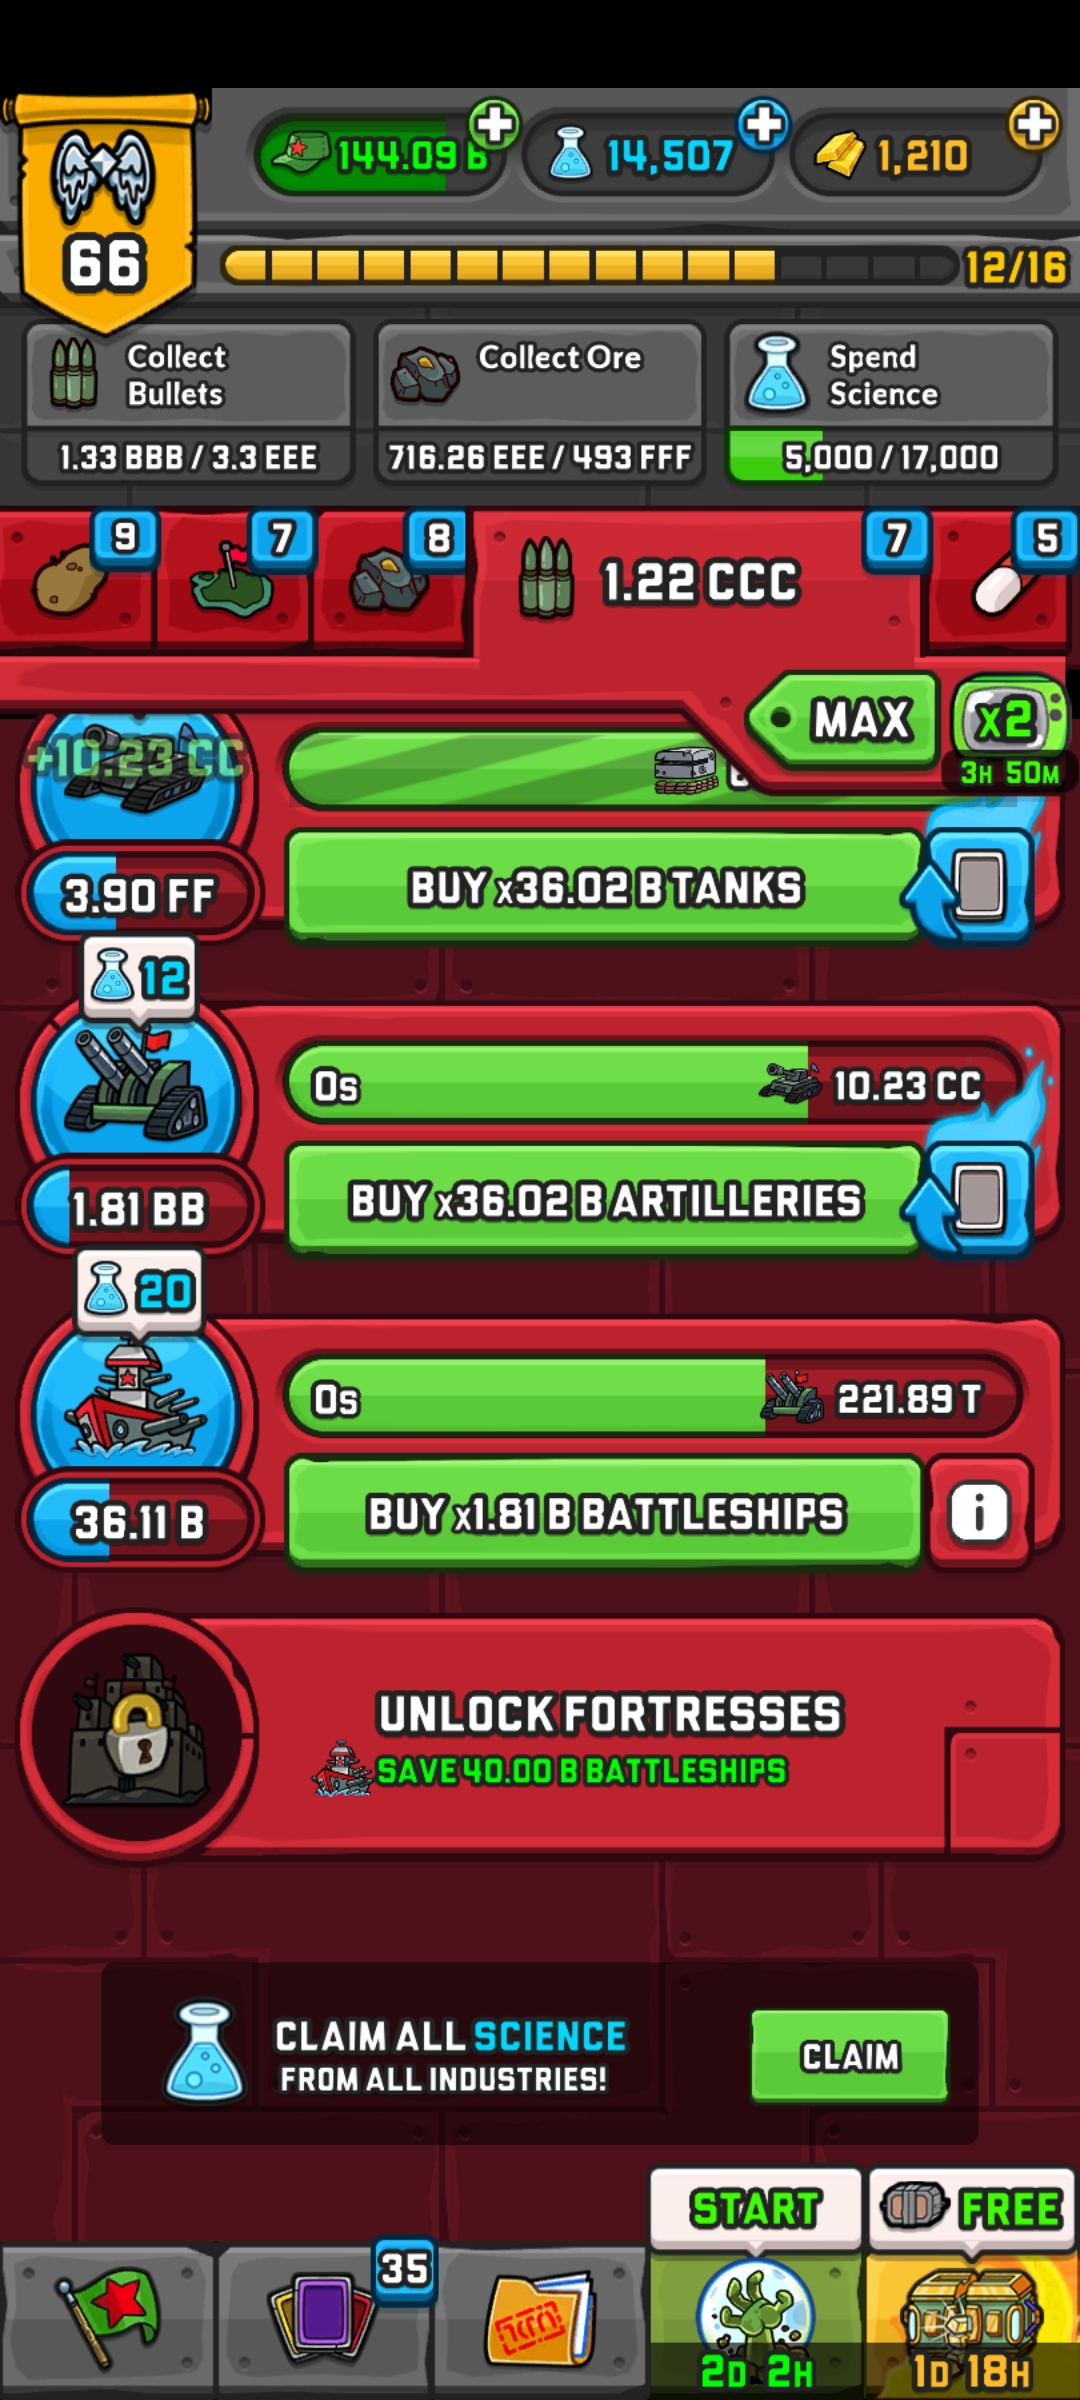 144.09 B
14,507
1,210
66
12/16
Collect
Bullets
1.33 BBB / 3.3 EEE
Collect Ore
716.26 EEE / 493 FFF
Spend
Science
5,000 / 17,000
9
7
8
1.22 CCC
7
5
MAX
x2
3H 50M
+10.23 CC
3.90 FF
BUY x36.02 B TANKS
12
0s
10.23 CC
1.81 BB
BUY x36.02 B ARTILLERIES
20
0s
221.89 T
36.11 B
BUY x1.81 B BATTLESHIPS
i
UNLOCK FORTRESSES
SAVE 40.00 B BATTLESHIPS
CLAIM ALL SCIENCE
FROM ALL INDUSTRIES!
CLAIM
START
FREE
35
2D 2H
1D 18H